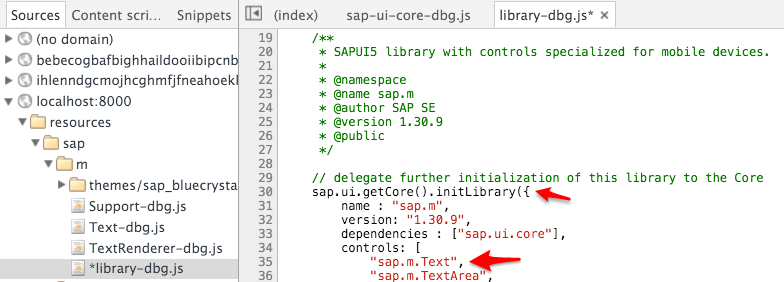 Sources
Content scri...
Snippets
(index)
sap-ui-core-dbg.js
library-dbg.js* ×
(no domain)
localhost:8000
resources
sap
m
themes/sap_bluecrysta
Support-dbg.js
Text-dbg.js
TextRenderer-dbg.js
*library-dbg.js
19 /**
20 * SAPUI5 library with controls specialized for mobile devices.
21 *
22 * @namespace
23 * @name sap.m
24 * @author SAP SE
25 * @version 1.30.9
26 * @public
27 */
28
29 // delegate further initialization of this library to the Core
30 sap.ui.getCore().initLibrary({
31 name : "sap.m",
32 version: "1.30.9",
33 dependencies : ["sap.ui.core"],
34 controls: [
35 "sap.m.Text",
36 "sap.m.TextArea",